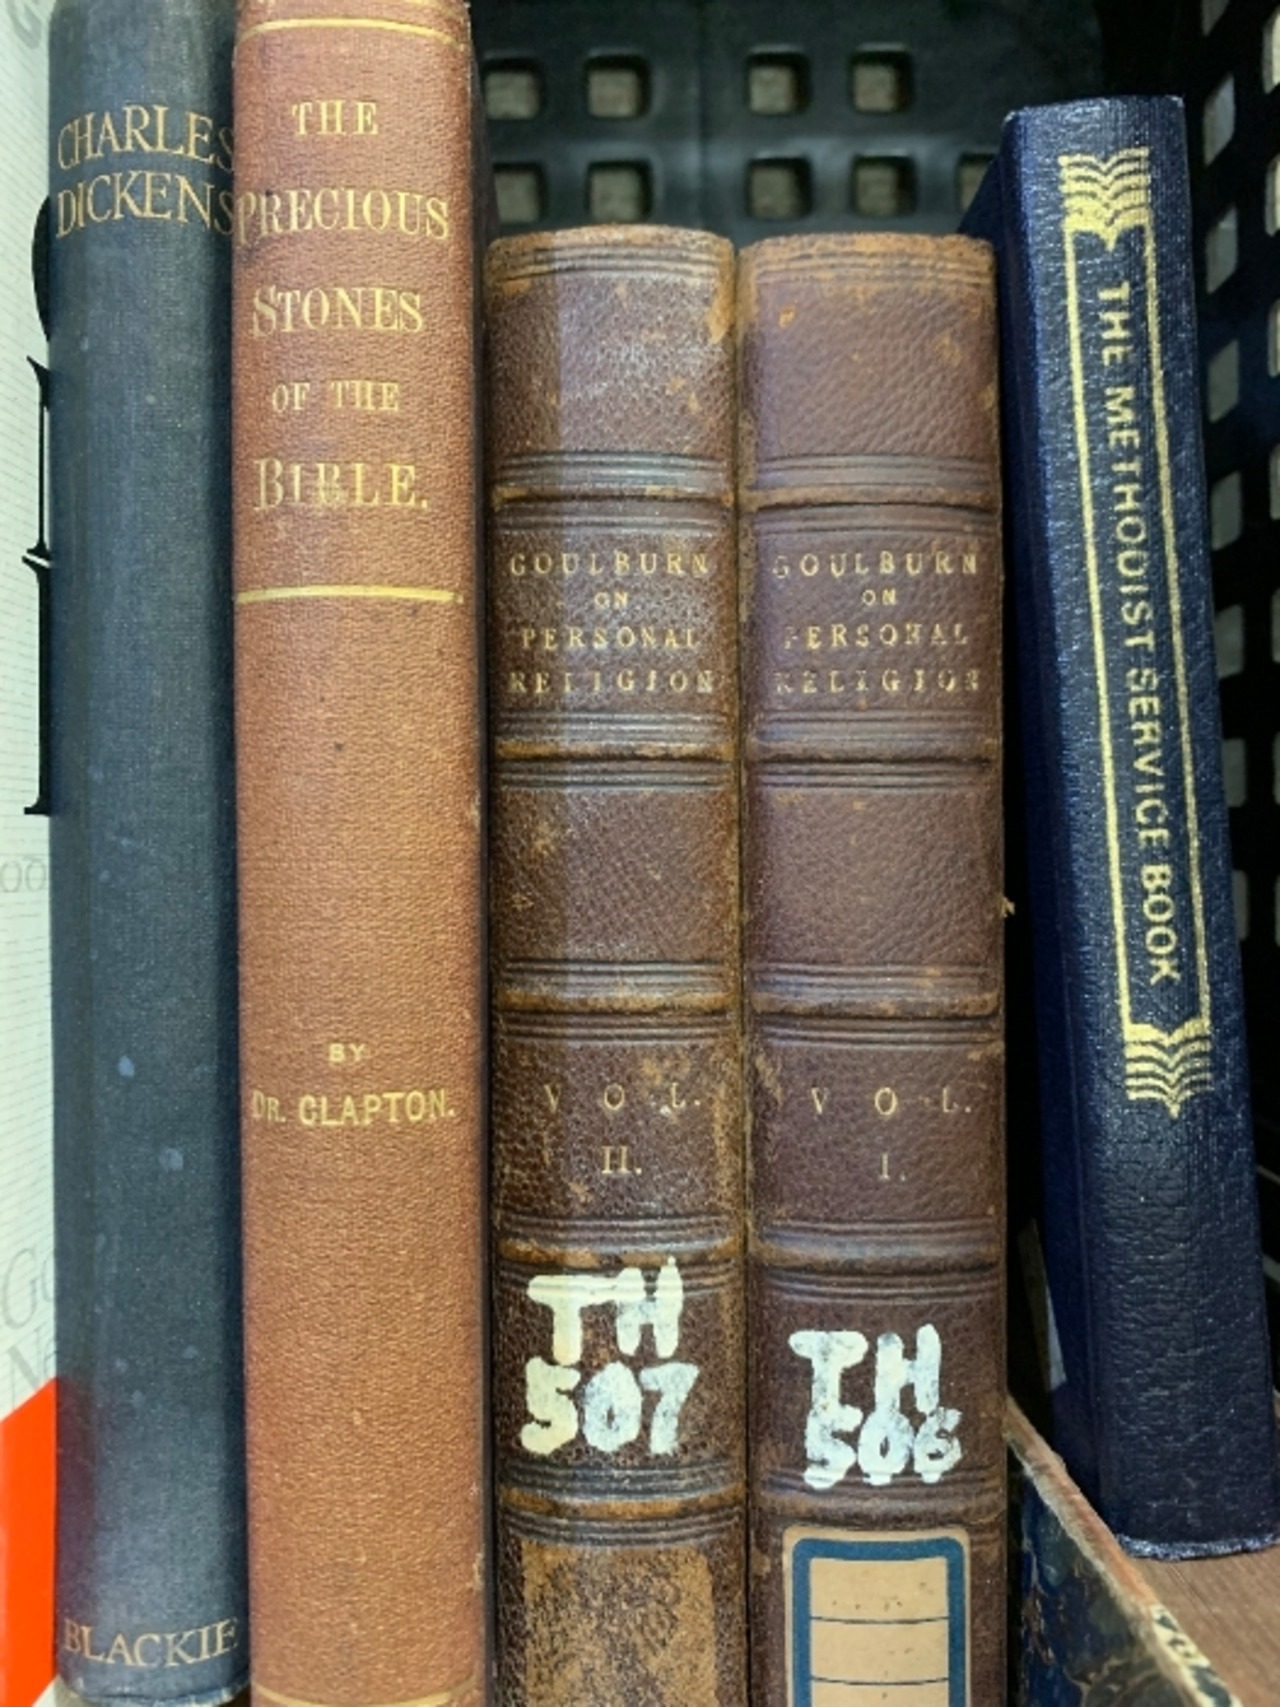 CHARLES
DICKENS
BLACKIE
THE
PRECIOUS
STONES
OF THE
BIBLE.
BY
DR. CLAPTON.
GOULBURN
ON
PERSONAL
RELIGION
VOL.
II.
TH
507
GOULBURN
ON
PERSONAL
RELIGION
VOL.
I.
TH
506
THE METHODIST SERVICE BOOK